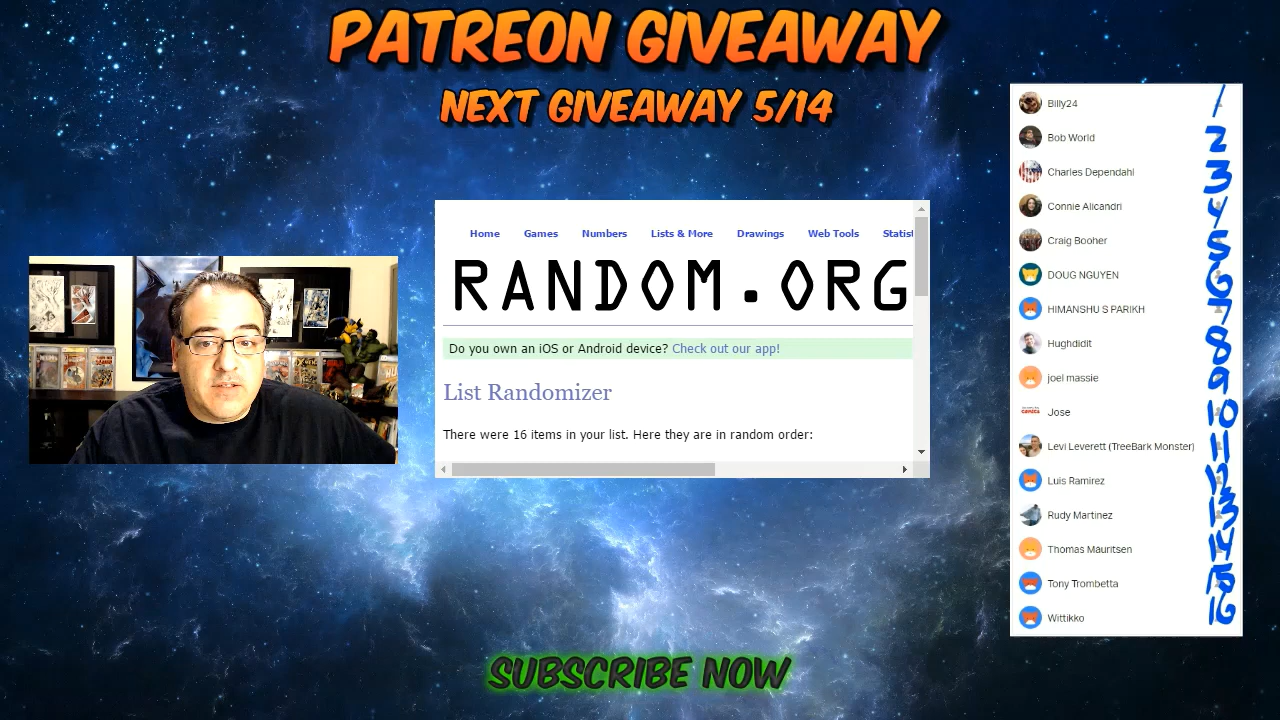 PATREON GIVEAWAY
NEXT GIVEAWAY 5/14
Home Games Numbers Lists & More Drawings Web Tools Statist
RANDOM.ORG
Do you own an iOS or Android device? Check out our app!
List Randomizer
There were 16 items in your list. Here they are in random order:
Billy24 1
Bob World 2
Charles Dependahl 3
Connie Alicandri 4
Craig Booher 5
DOUG NGUYEN 6
HIMANSHU S PARIKH 7
Hughdidit 8
joel massie 9
Jose 10
Levi Leverett (TreeBark Monster) 11
Luis Ramirez 12
Rudy Martinez 13
Thomas Mauritsen 14
Tony Trombetta 15
Wittikko 16
SUBSCRIBE NOW